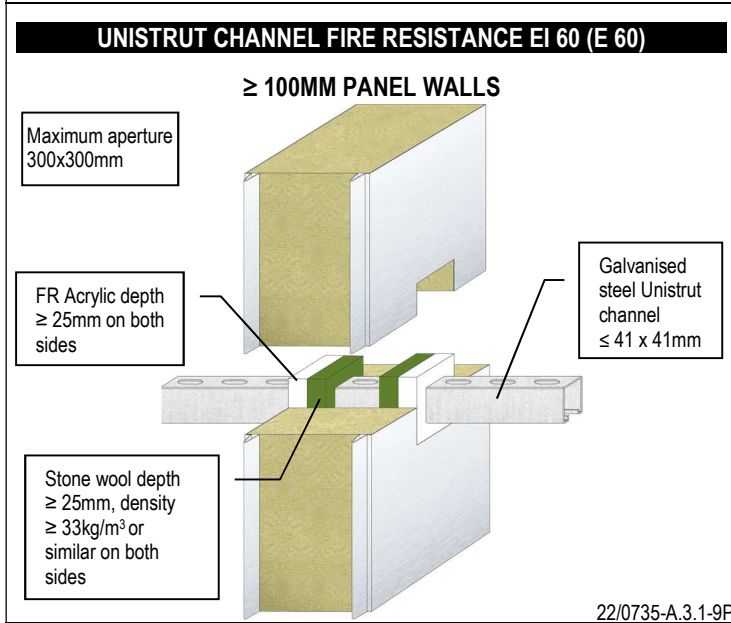 UNISTRUT CHANNEL FIRE RESISTANCE EI 60 (E 60)
≥ 100MM PANEL WALLS
Maximum aperture
300x300mm
FR Acrylic depth
≥ 25mm on both
sides
Galvanised
steel Unistrut
channel
≤ 41 x 41mm
Stone wool depth
≥ 25mm, density
≥ 33kg/m³ or
similar on both
sides
22/0735-A.3.1-9P